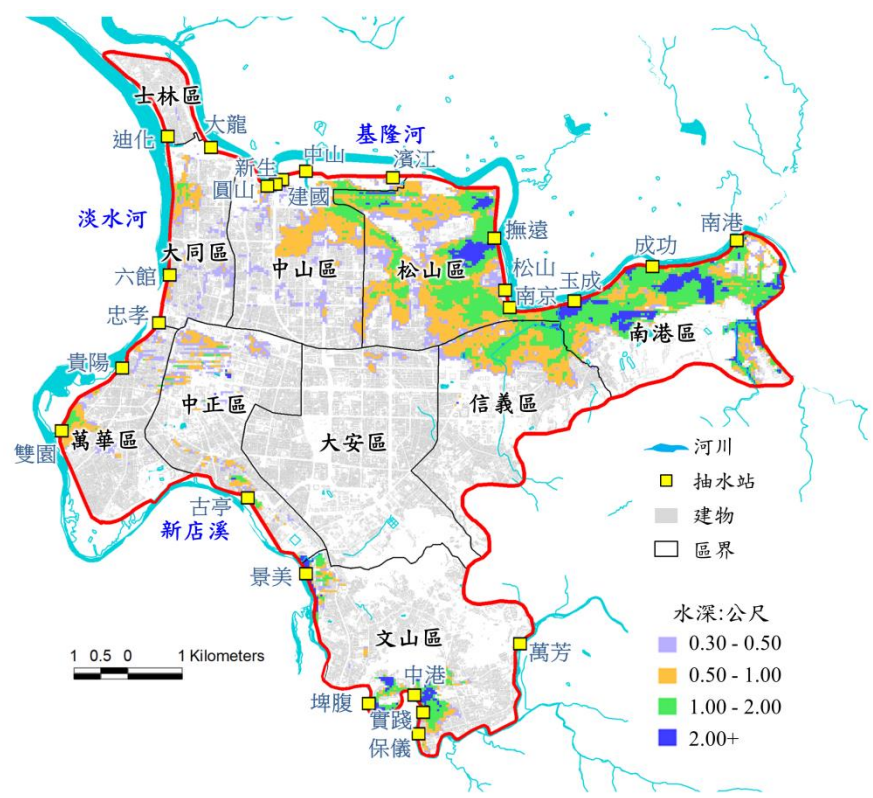 士林區
迪化
大龍
基隆河
中山
濱江
新生
圓山
建國
淡水河
大同區
中山區
松山區
撫遠
成功
南港
六館
松山
玉成
南京
忠孝
南港區
貴陽
中正區
信義區
萬華區
大安區
雙園
河川
抽水站
古亭
新店溪
建物
區界
景美
水深:公尺
文山區
萬芳
0.30 - 0.50
1 0.5 0 1 Kilometers
0.50 - 1.00
中港
埤腹
1.00 - 2.00
實踐
2.00+
保儀